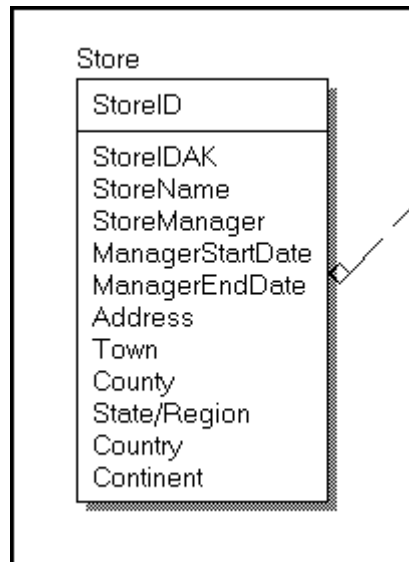 Store
StoreID
StoreIDAK
StoreName
StoreManager
ManagerStartDate
ManagerEndDate
Address
Town
County
State/Region
Country
Continent